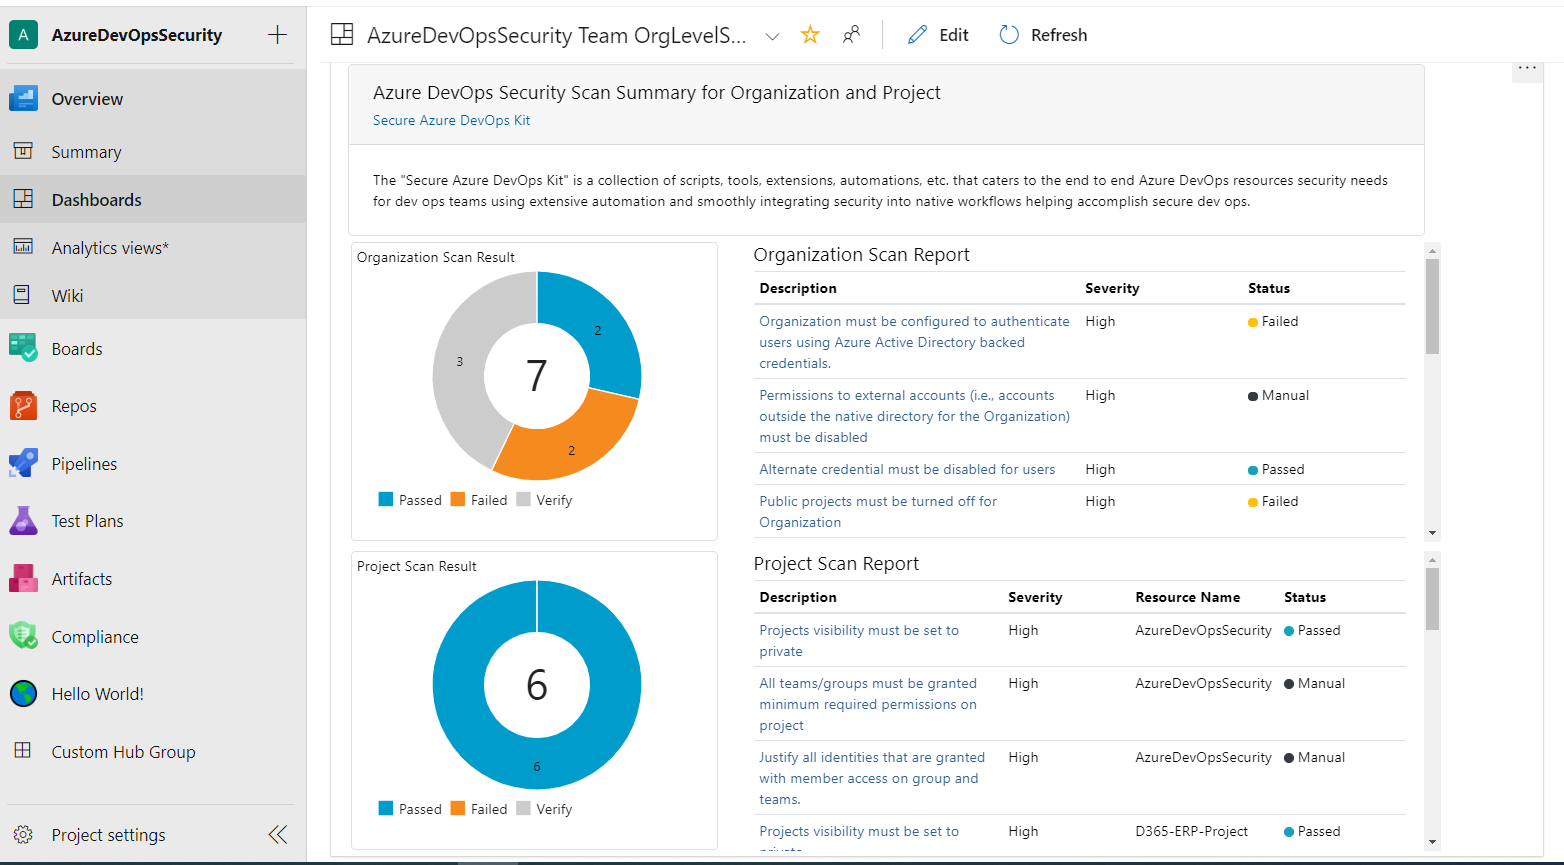 A AzureDevOpsSecurity
Overview
Summary
Dashboards
Analytics views*
Wiki
Boards
Repos
Pipelines
Test Plans
Artifacts
Compliance
Hello World!
Custom Hub Group
Project settings
AzureDevOpsSecurity Team OrgLevelS... Edit Refresh
Azure DevOps Security Scan Summary for Organization and Project
Secure Azure DevOps Kit
The "Secure Azure DevOps Kit" is a collection of scripts, tools, extensions, automations, etc. that caters to the end to end Azure DevOps resources security needs
for dev ops teams using extensive automation and smoothly integrating security into native workflows helping accomplish secure dev ops.
Organization Scan Result
2
3
7
2
Passed Failed Verify
Organization Scan Report
Description Severity Status
Organization must be configured to authenticate High Failed
users using Azure Active Directory backed
credentials.
Permissions to external accounts (i.e., accounts High Manual
outside the native directory for the Organization)
must be disabled
Alternate credential must be disabled for users High Passed
Public projects must be turned off for High Failed
Organization
Project Scan Result
6
6
Passed Failed Verify
Project Scan Report
Description Severity Resource Name Status
Projects visibility must be set to High AzureDevOpsSecurity Passed
private
All teams/groups must be granted High AzureDevOpsSecurity Manual
minimum required permissions on
project
Justify all identities that are granted High AzureDevOpsSecurity Manual
with member access on group and
teams.
Projects visibility must be set to High D365-ERP-Project Passed